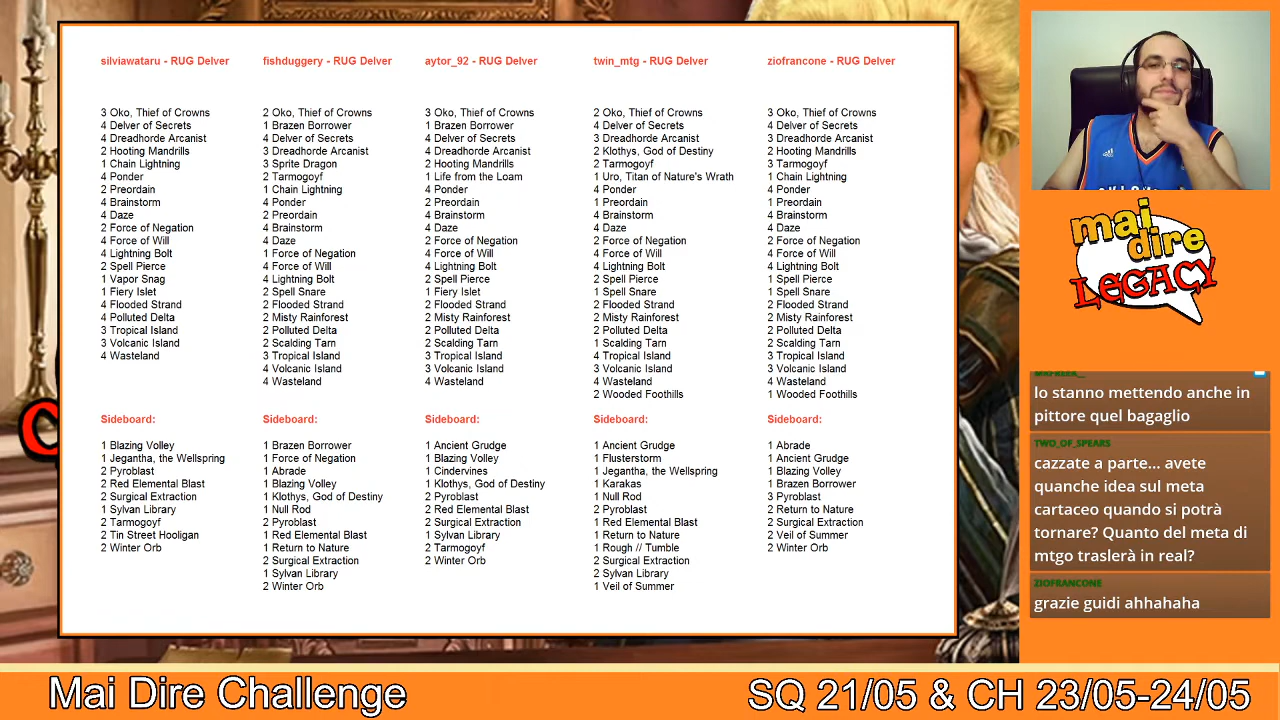 silviawataru - RUG Delver
3 Oko, Thief of Crowns
4 Delver of Secrets
4 Dreadhorde Arcanist
2 Hooting Mandrills
1 Chain Lightning
4 Ponder
2 Preordain
4 Brainstorm
4 Daze
2 Force of Negation
4 Force of Will
4 Lightning Bolt
2 Spell Pierce
1 Vapor Snag
1 Fiery Islet
4 Flooded Strand
4 Polluted Delta
3 Tropical Island
3 Volcanic Island
4 Wasteland
Sideboard:
1 Blazing Volley
1 Jegantha, the Wellspring
2 Pyroblast
2 Red Elemental Blast
2 Surgical Extraction
1 Sylvan Library
2 Tarmogoyf
2 Tin Street Hooligan
2 Winter Orb
fishduggery - RUG Delver
2 Oko, Thief of Crowns
1 Brazen Borrower
4 Delver of Secrets
3 Dreadhorde Arcanist
3 Sprite Dragon
2 Tarmogoyf
1 Chain Lightning
4 Ponder
2 Preordain
4 Brainstorm
4 Daze
1 Force of Negation
4 Force of Will
4 Lightning Bolt
2 Spell Snare
2 Flooded Strand
2 Misty Rainforest
2 Polluted Delta
2 Scalding Tarn
3 Tropical Island
4 Volcanic Island
4 Wasteland
Sideboard:
1 Brazen Borrower
1 Force of Negation
1 Abrade
1 Blazing Volley
1 Klothys, God of Destiny
1 Null Rod
2 Pyroblast
1 Red Elemental Blast
1 Return to Nature
2 Surgical Extraction
1 Sylvan Library
2 Winter Orb
aytor_92 - RUG Delver
3 Oko, Thief of Crowns
1 Brazen Borrower
4 Delver of Secrets
4 Dreadhorde Arcanist
2 Hooting Mandrills
1 Life from the Loam
4 Ponder
2 Preordain
4 Brainstorm
4 Daze
2 Force of Negation
4 Force of Will
4 Lightning Bolt
2 Spell Pierce
1 Fiery Islet
2 Flooded Strand
2 Misty Rainforest
2 Polluted Delta
2 Scalding Tarn
3 Tropical Island
3 Volcanic Island
4 Wasteland
Sideboard:
1 Ancient Grudge
1 Blazing Volley
1 Cindervines
1 Klothys, God of Destiny
2 Pyroblast
2 Red Elemental Blast
2 Surgical Extraction
1 Sylvan Library
2 Tarmogoyf
2 Winter Orb
twin_mtg - RUG Delver
2 Oko, Thief of Crowns
4 Delver of Secrets
3 Dreadhorde Arcanist
2 Klothys, God of Destiny
2 Tarmogoyf
1 Uro, Titan of Nature's Wrath
4 Ponder
1 Preordain
4 Brainstorm
4 Daze
2 Force of Negation
4 Force of Will
4 Lightning Bolt
2 Spell Pierce
1 Spell Snare
2 Flooded Strand
2 Misty Rainforest
2 Polluted Delta
1 Scalding Tarn
4 Tropical Island
3 Volcanic Island
4 Wasteland
2 Wooded Foothills
Sideboard:
1 Ancient Grudge
1 Flusterstorm
1 Jegantha, the Wellspring
1 Karakas
1 Null Rod
2 Pyroblast
1 Red Elemental Blast
1 Return to Nature
1 Rough // Tumble
2 Surgical Extraction
2 Sylvan Library
1 Veil of Summer
ziofrancone - RUG Delver
3 Oko, Thief of Crowns
4 Delver of Secrets
3 Dreadhorde Arcanist
2 Hooting Mandrills
3 Tarmogoyf
1 Chain Lightning
4 Ponder
1 Preordain
4 Brainstorm
4 Daze
2 Force of Negation
4 Force of Will
4 Lightning Bolt
1 Spell Pierce
1 Spell Snare
2 Flooded Strand
2 Misty Rainforest
2 Polluted Delta
2 Scalding Tarn
3 Tropical Island
3 Volcanic Island
4 Wasteland
1 Wooded Foothills
Sideboard:
1 Abrade
1 Ancient Grudge
1 Blazing Volley
1 Brazen Borrower
3 Pyroblast
2 Return to Nature
2 Surgical Extraction
2 Veil of Summer
2 Winter Orb
mai
dire
LEGACY
lo stanno mettendo anche in
pittore quel bagaglio
TWO_OF_SPEARS
cazzate a parte... avete
quanche idea sul meta
cartaceo quando si potrà
tornare? Quanto del meta di
mtgo traslerà in real?
ZIOFRANCONE
grazie guidi ahhahaha
Mai Dire Challenge
SQ 21/05 & CH 23/05-24/05